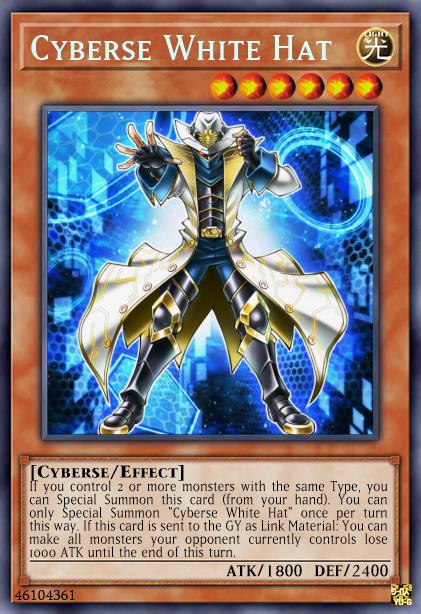 CYBERSE WHITE HAT
LIGHT
光
[CYBERSE/EFFECT]
If you control 2 or more monsters with the same Type, you
can Special Summon this card (from your hand). You can
only Special Summon "Cyberse White Hat" once per turn
this way. If this card is sent to the GY as Link Material: You can
make all monsters your opponent currently controls lose
1000 ATK until the end of this turn.
ATK/1800 DEF/2400
46104361